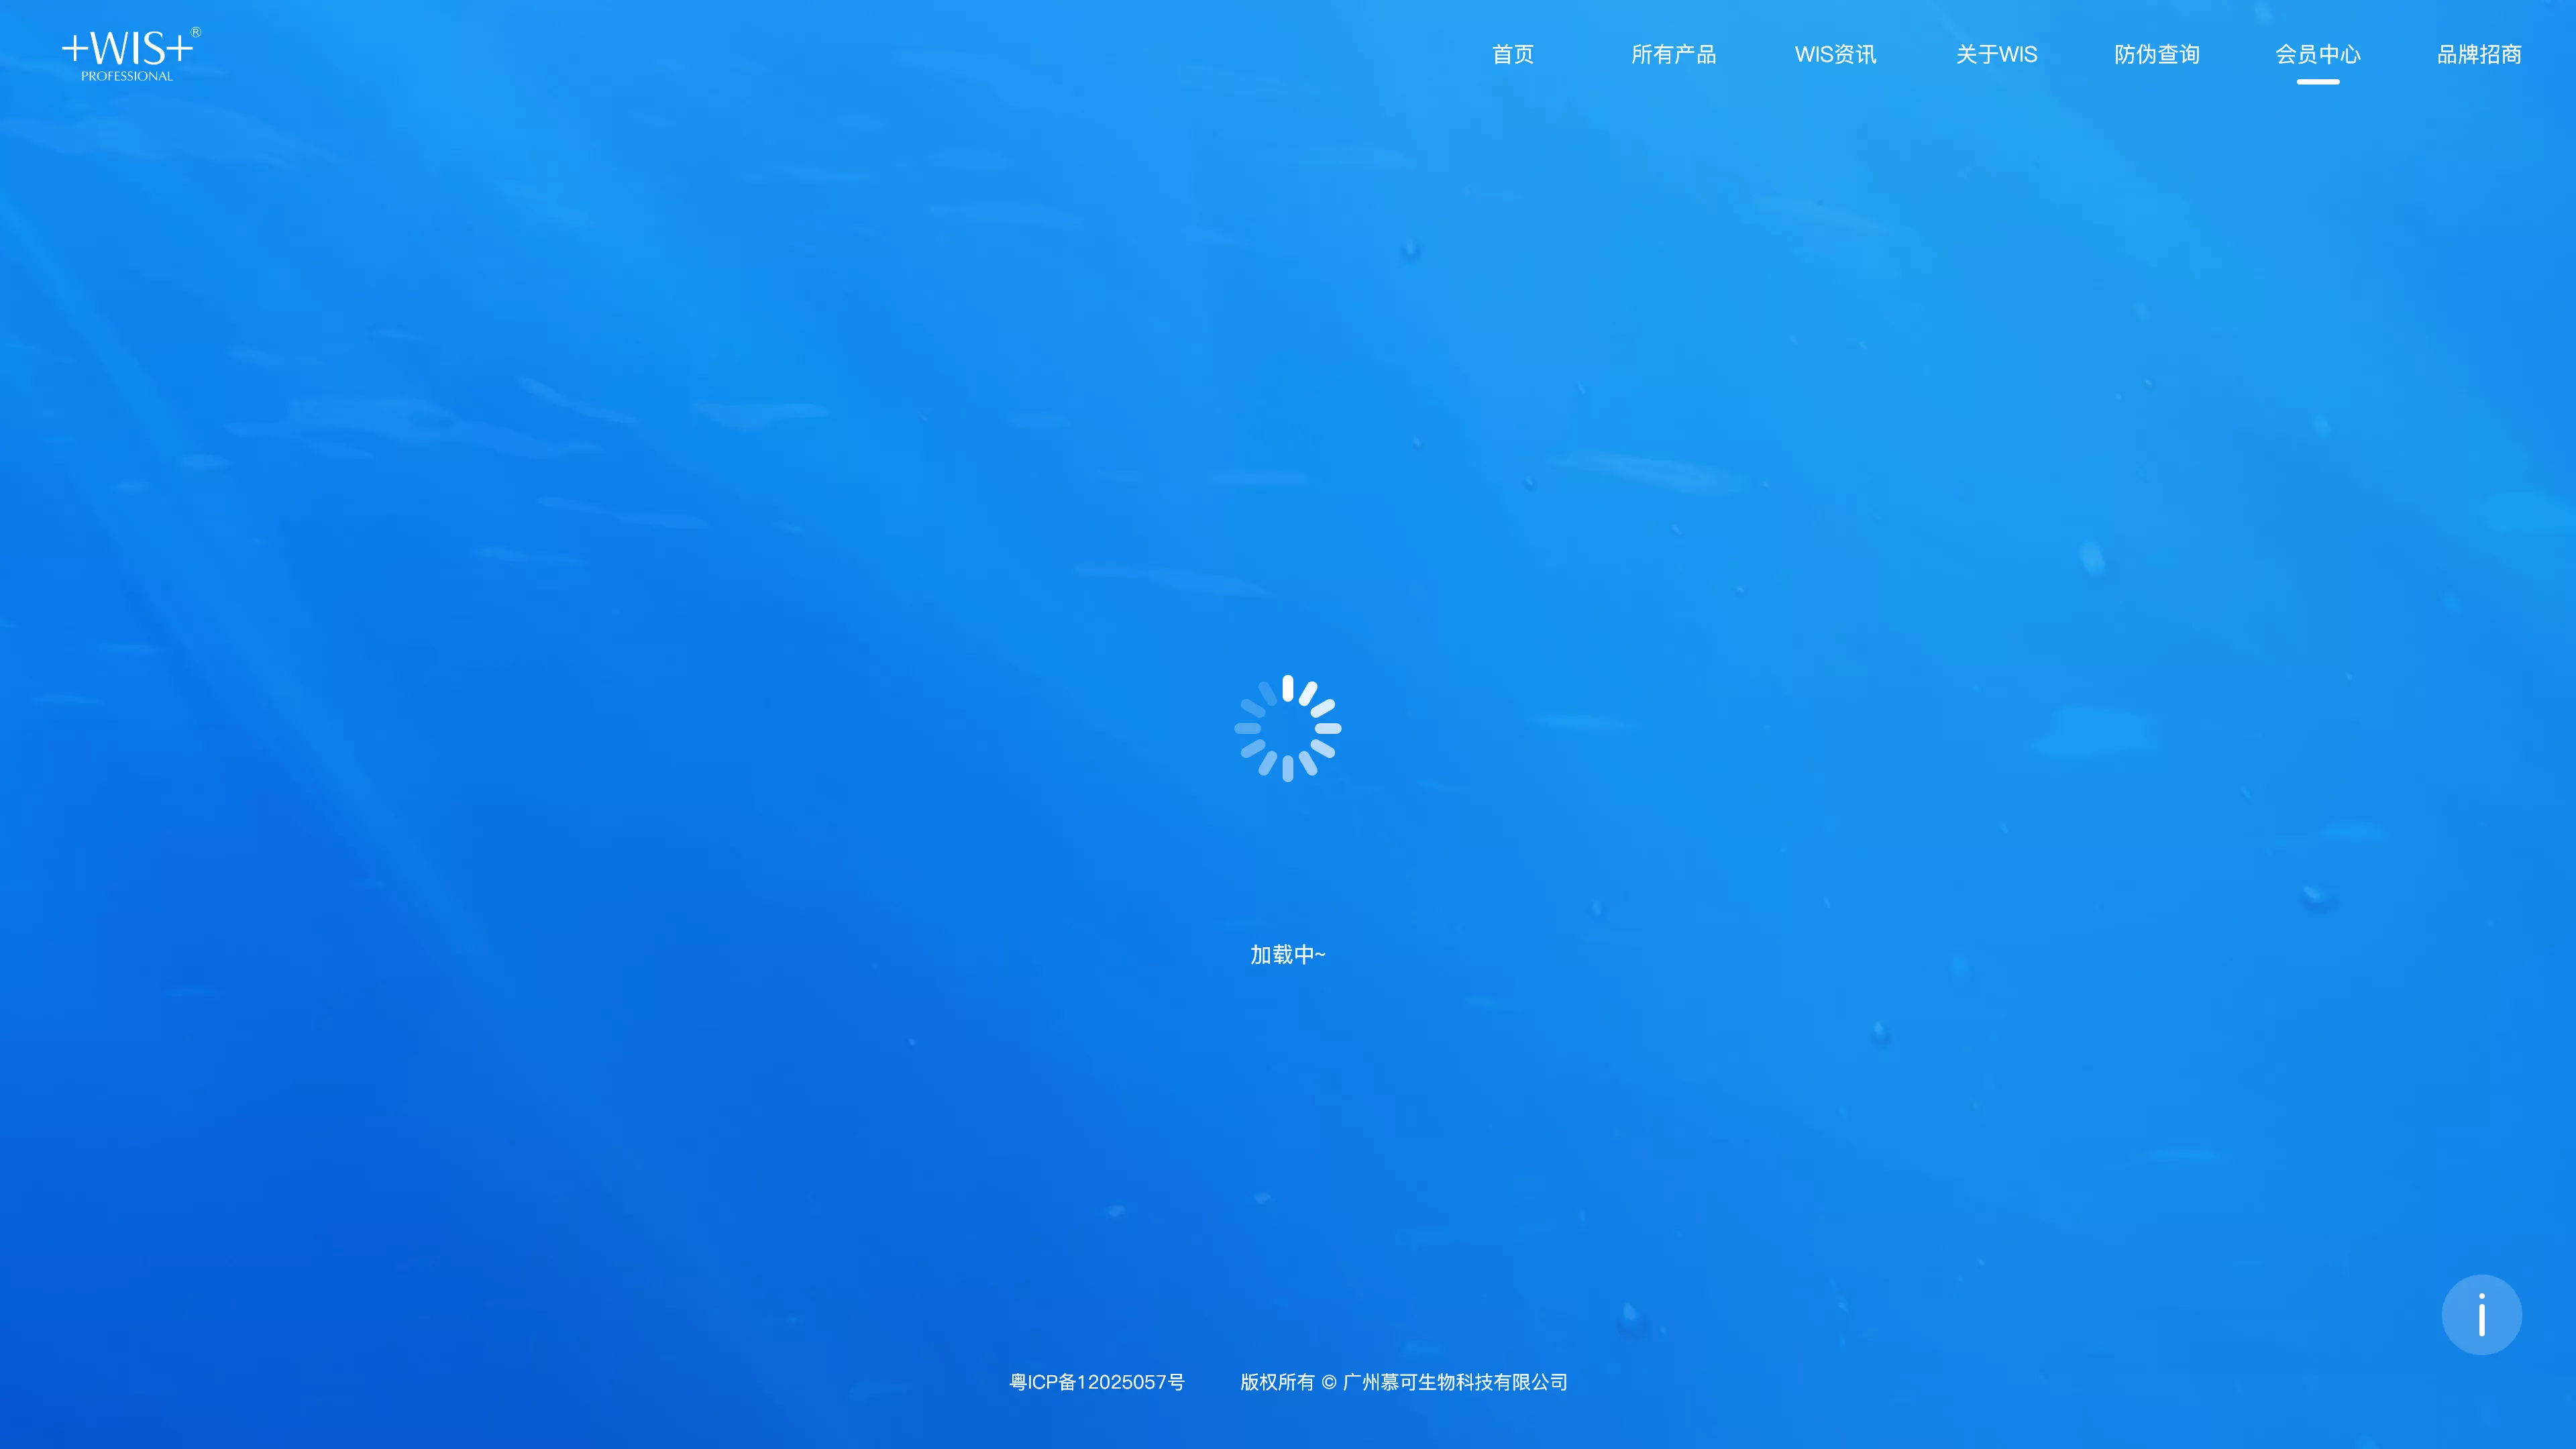 +WIS+®
PROFESSIONAL
首页 所有产品 WIS资讯 关于WIS 防伪查询 会员中心 品牌招商
加载中~
粤ICP备12025057号 版权所有 © 广州慕可生物科技有限公司